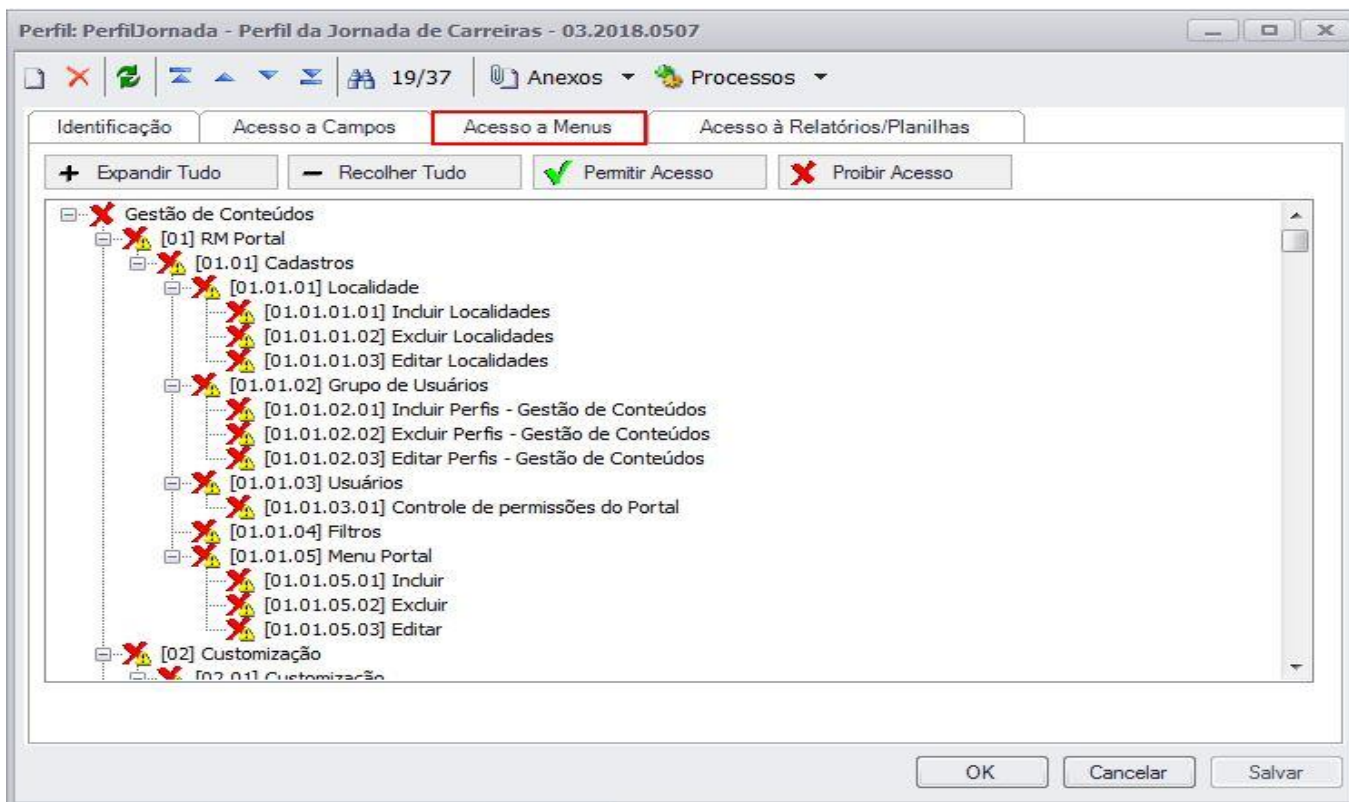 Perfil: PerfilJornada - Perfil da Jornada de Carreiras - 03.2018.0507
19/37 Anexos Processos
Identificação Acesso a Campos Acesso a Menus Acesso à Relatórios/Planilhas
Expandir Tudo Recolher Tudo Permitir Acesso Proibir Acesso
Gestão de Conteúdos
[01] RM Portal
[01.01] Cadastros
[01.01.01] Localidade
[01.01.01.01] Incluir Localidades
[01.01.01.02] Excluir Localidades
[01.01.01.03] Editar Localidades
[01.01.02] Grupo de Usuários
[01.01.02.01] Incluir Perfis - Gestão de Conteúdos
[01.01.02.02] Excluir Perfis - Gestão de Conteúdos
[01.01.02.03] Editar Perfis - Gestão de Conteúdos
[01.01.03] Usuários
[01.01.03.01] Controle de permissões do Portal
[01.01.04] Filtros
[01.01.05] Menu Portal
[01.01.05.01] Incluir
[01.01.05.02] Excluir
[01.01.05.03] Editar
[02] Customização
[02.01] Customização
OK Cancelar Salvar